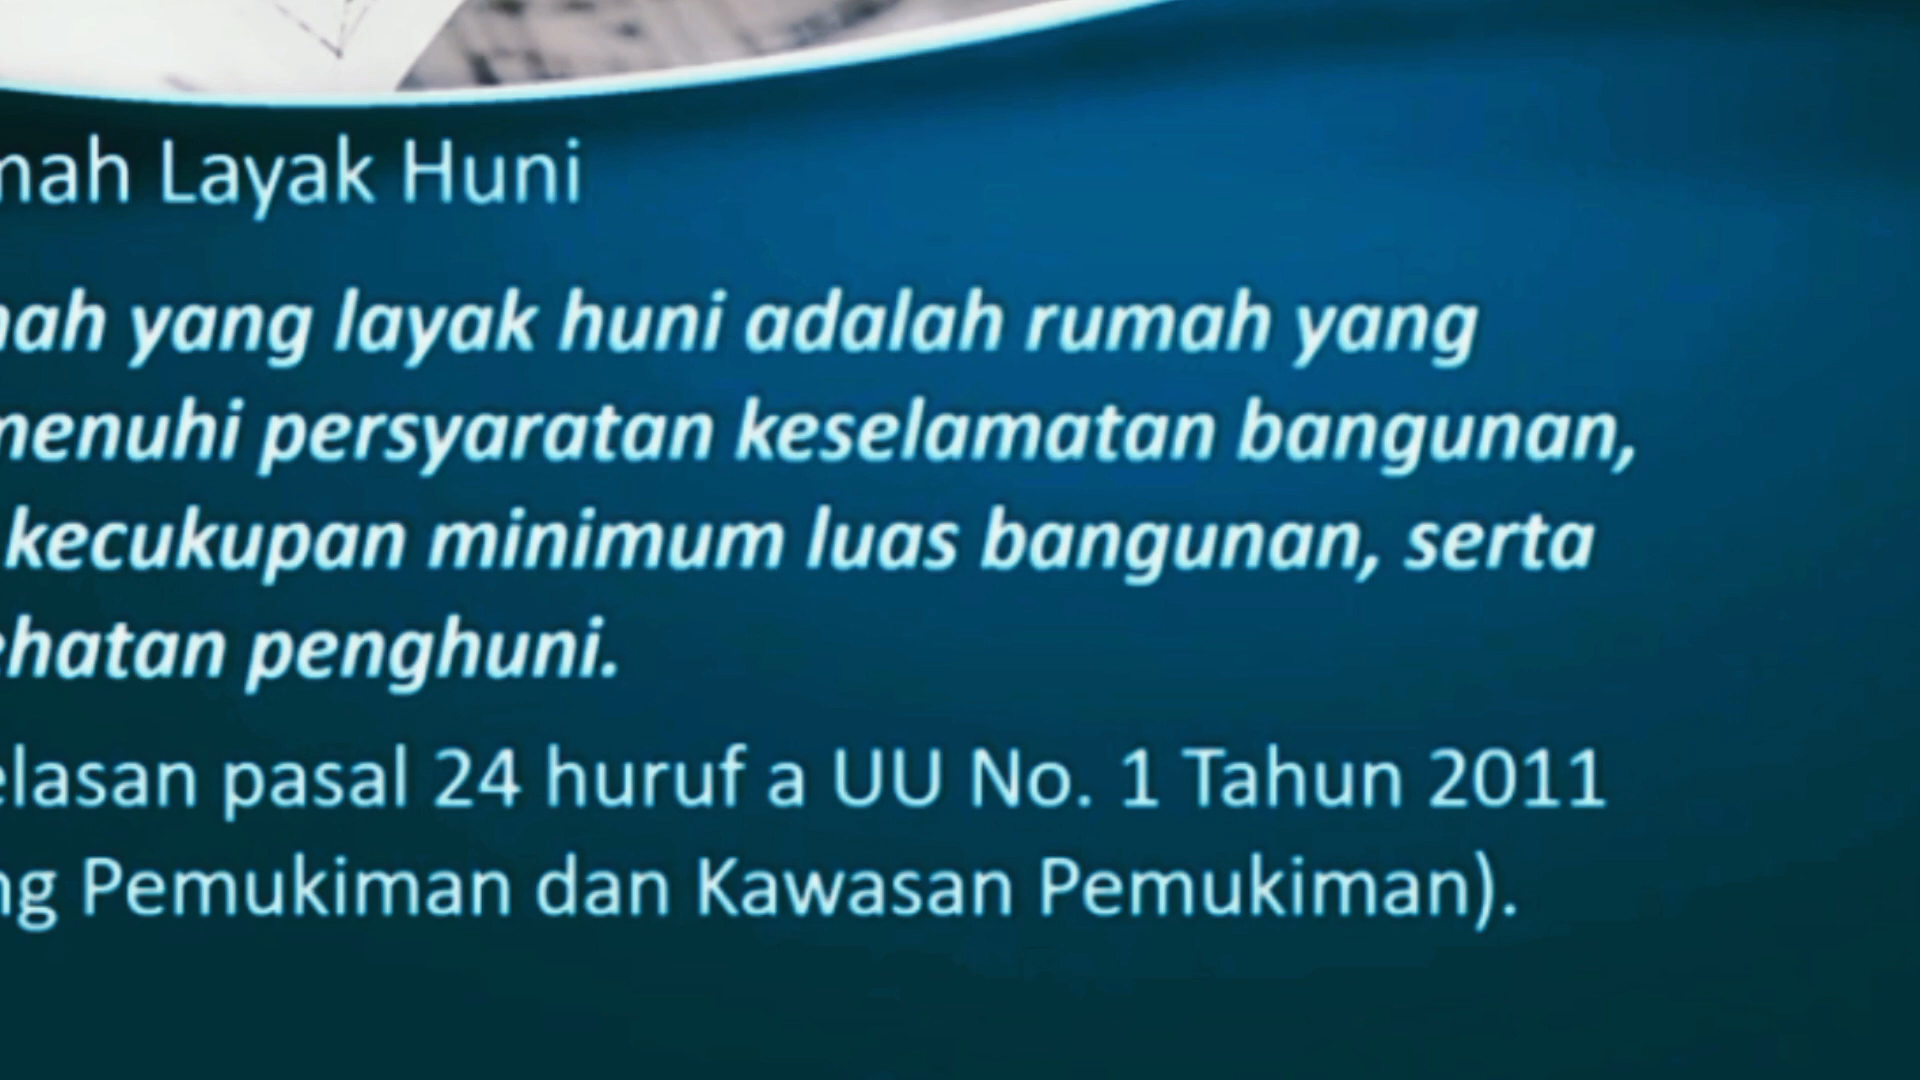 mah Layak Huni
mah yang layak huni adalah rumah yang
menuhi persyaratan keselamatan bangunan,
kecukupan minimum luas bangunan, serta
ehatan penghuni.
elasan pasal 24 huruf a UU No. 1 Tahun 2011
ng Pemukiman dan Kawasan Pemukiman).